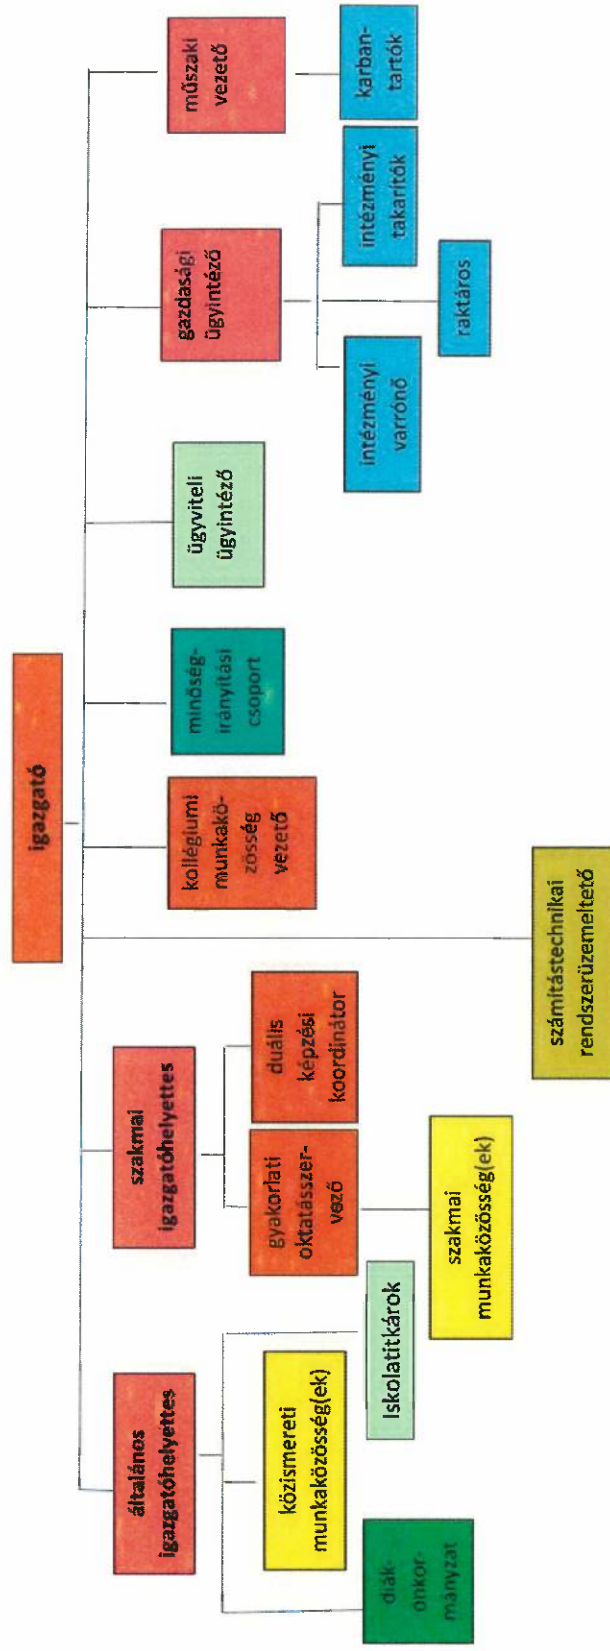 igazgató
általános
igazgatóhelyettes
szakmai
igazgatóhelyettes
kollégiumi
munkakö-
zösség
vezető
minőség-
irányítási
csoport
ügyviteli
ügyintéző
gazdasági
ügyintéző
műszaki
vezető
diák-
onkor-
mányzat
közismereti
munkaközösség(ek)
Iskolatitkárok
gyakorlati
oktatásszer-
vező
duális
képzési
koordinátor
szakmai
munkaközösség(ek)
számítástechnikai
rendszerüzemeltető
intézményi
varrónő
raktáros
intézményi
takarítók
karban-
tartók